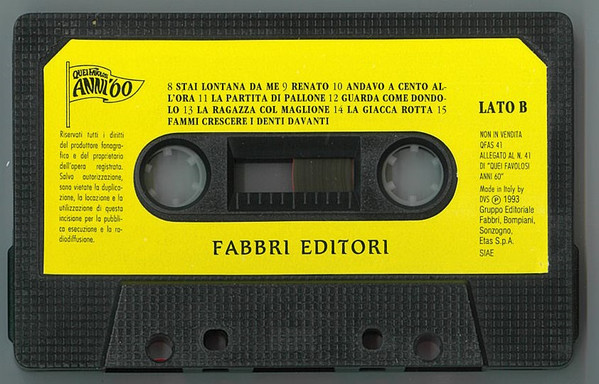 QUEI FAVOLOSI
ANNI '60
8 STAI LONTANA DA ME 9 RENATO 10 ANDAVO A CENTO AL-
L'ORA 11 LA PARTITA DI PALLONE 12 GUARDA COME DONDO-
LO 13 LA RAGAZZA COL MAGLIONE 14 LA GIACCA ROTTA 15
FAMMI CRESCERE I DENTI DAVANTI
LATO B
Riservati tutti i diritti
del produttore fonogra-
fico e del proprietario
dell'opera registrata.
Salvo autorizzazione,
sono vietate la duplica-
zione, la locazione e la
utilizzazione di questa
incisione per la pubbli-
ca esecuzione e la ra-
diodiffusione.
NON IN VENDITA
QFAS 41
ALLEGATO AL N. 41
DI "QUEI FAVOLOSI
ANNI 60"
Made in Italy by
DVS Ⓟ 1993
Gruppo Editoriale
Fabbri, Bompiani,
Sonzogno,
Etas S.p.A.
SIAE
FABBRI EDITORI